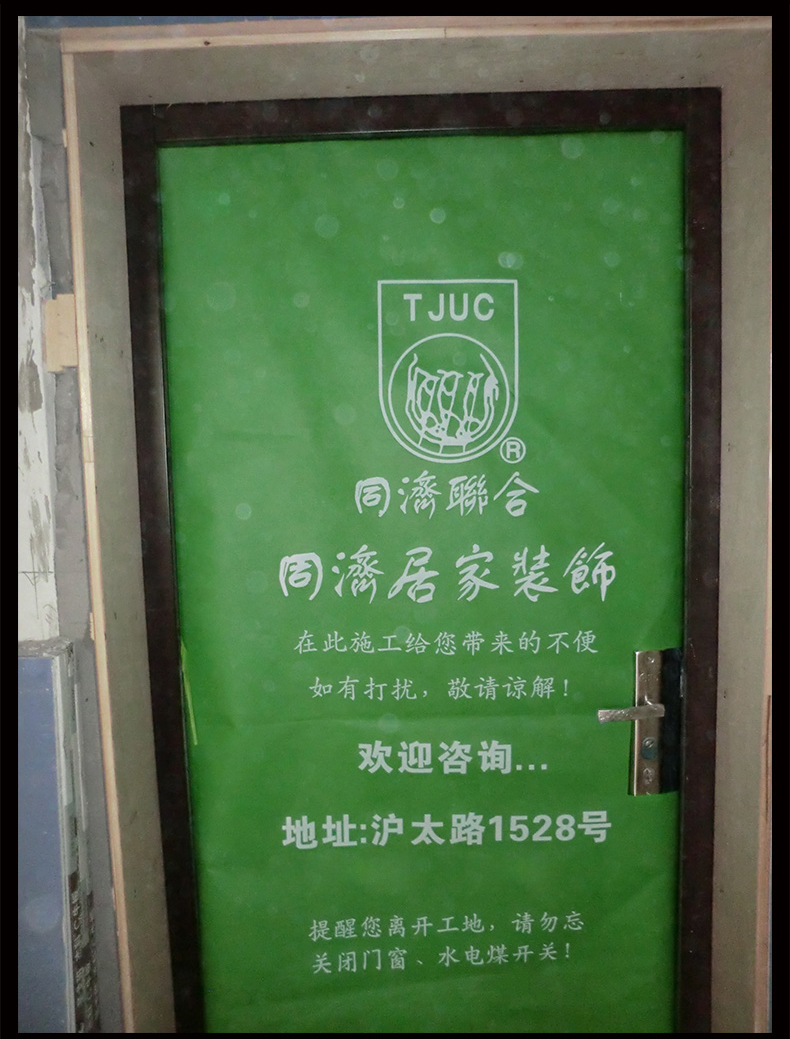 TJUC
®
同濟聯合
同濟居家裝飾
在此施工给您带来的不便
如有打扰，敬请谅解！
欢迎咨询...
地址:沪太路1528号
提醒您离开工地，请勿忘
关闭门窗、水电煤开关！